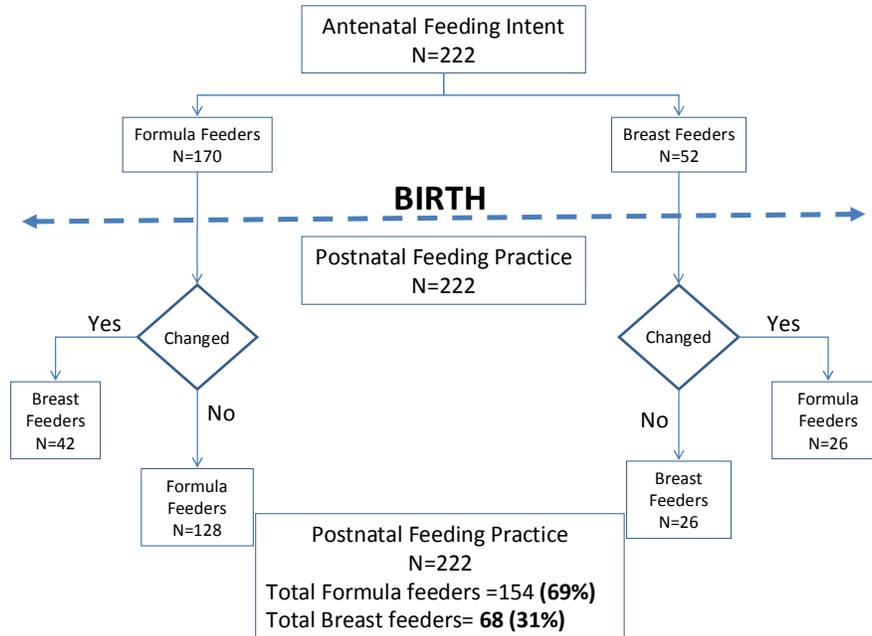 Antenatal Feeding Intent
N=222
Formula Feeders
N=170
Breast Feeders
N=52
BIRTH
Postnatal Feeding Practice
N=222
Changed
Yes
Breast
Feeders
N=42
No
Formula
Feeders
N=128
Changed
Yes
Formula
Feeders
N=26
No
Breast
Feeders
N=26
Postnatal Feeding Practice
N=222
Total Formula feeders =154 (69%)
Total Breast feeders= 68 (31%)